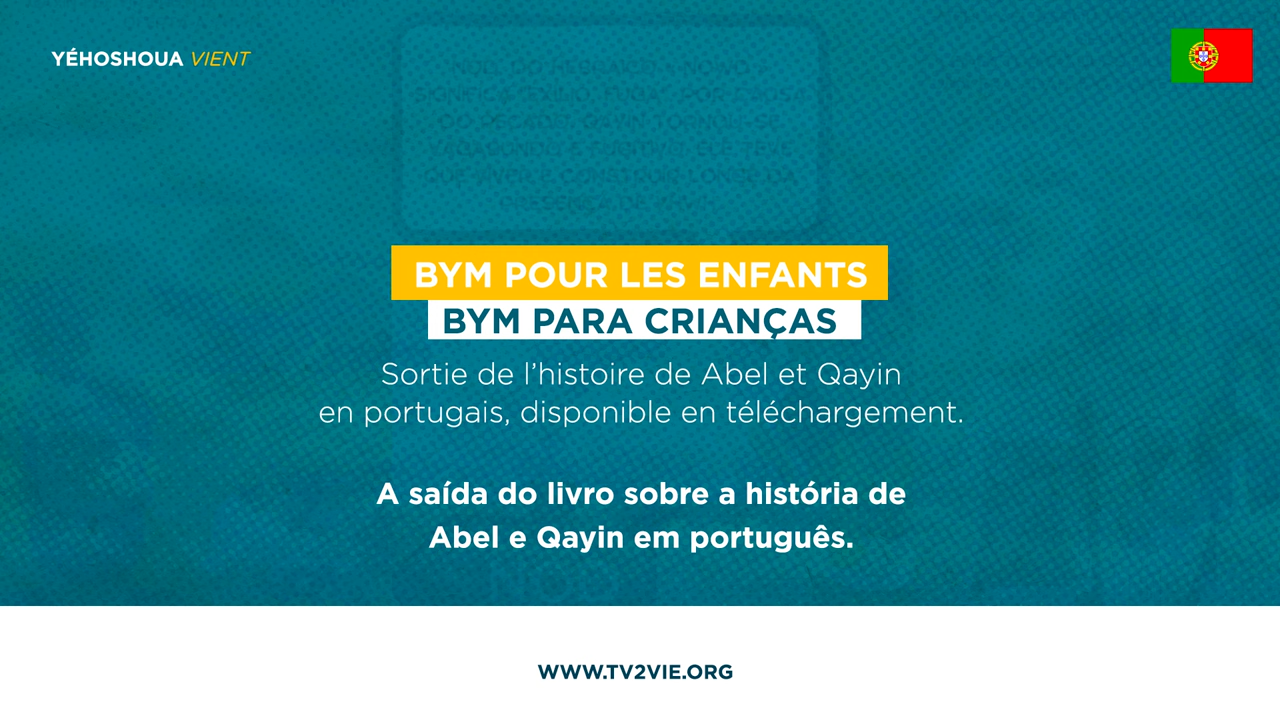 YÉHOSHOUA VIENT
BYM POUR LES ENFANTS
BYM PARA CRIANÇAS
Sortie de l’histoire de Abel et Qayin
en portugais, disponible en téléchargement.
A saída do livro sobre a história de
Abel e Qayin em português.
WWW.TV2VIE.ORG